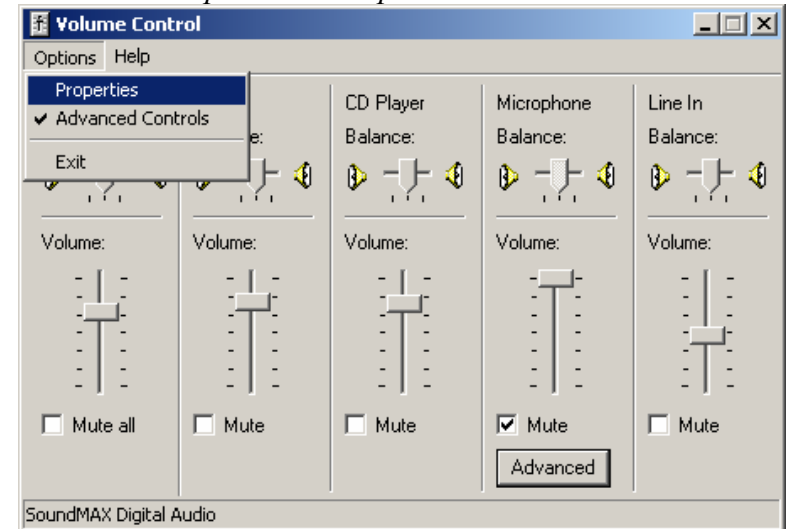 Volume Control
Options Help
Properties
Advanced Controls
Exit
CD Player Microphone Line In
Balance: Balance: Balance:
Volume: Volume: Volume: Volume: Volume:
Mute all Mute Mute Mute Mute
Advanced
SoundMAX Digital Audio